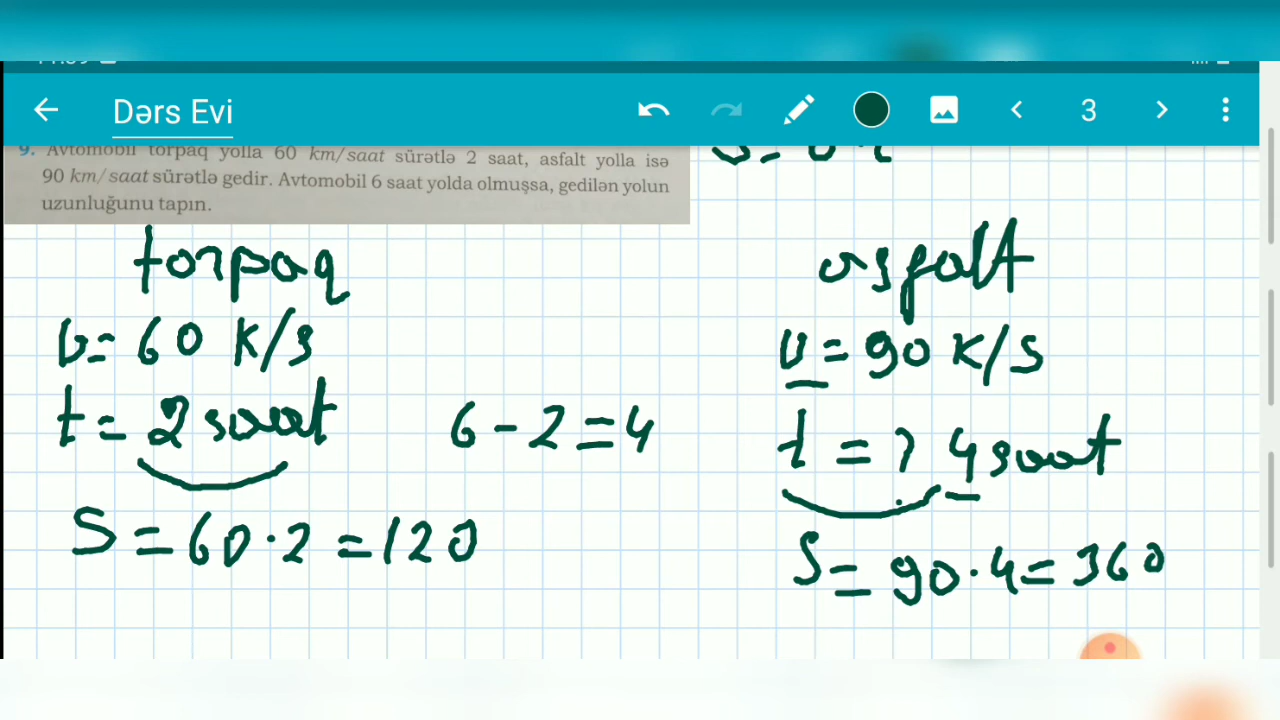 Dərs Evi
3
9. Avtomobil torpaq yolla 60 km/saat sürətlə 2 saat, asfalt yolla isə
90 km/saat sürətlə gedir. Avtomobil 6 saat yolda olmuşsa, gedilən yolun
uzunluğunu tapın.
torpaq
asfalt
v= 60 k/s
v = 90 k/s
t = 2 saat
6 - 2 = 4
t = ? 4 saat
S = 60 · 2 = 120
S = 90 · 4 = 360